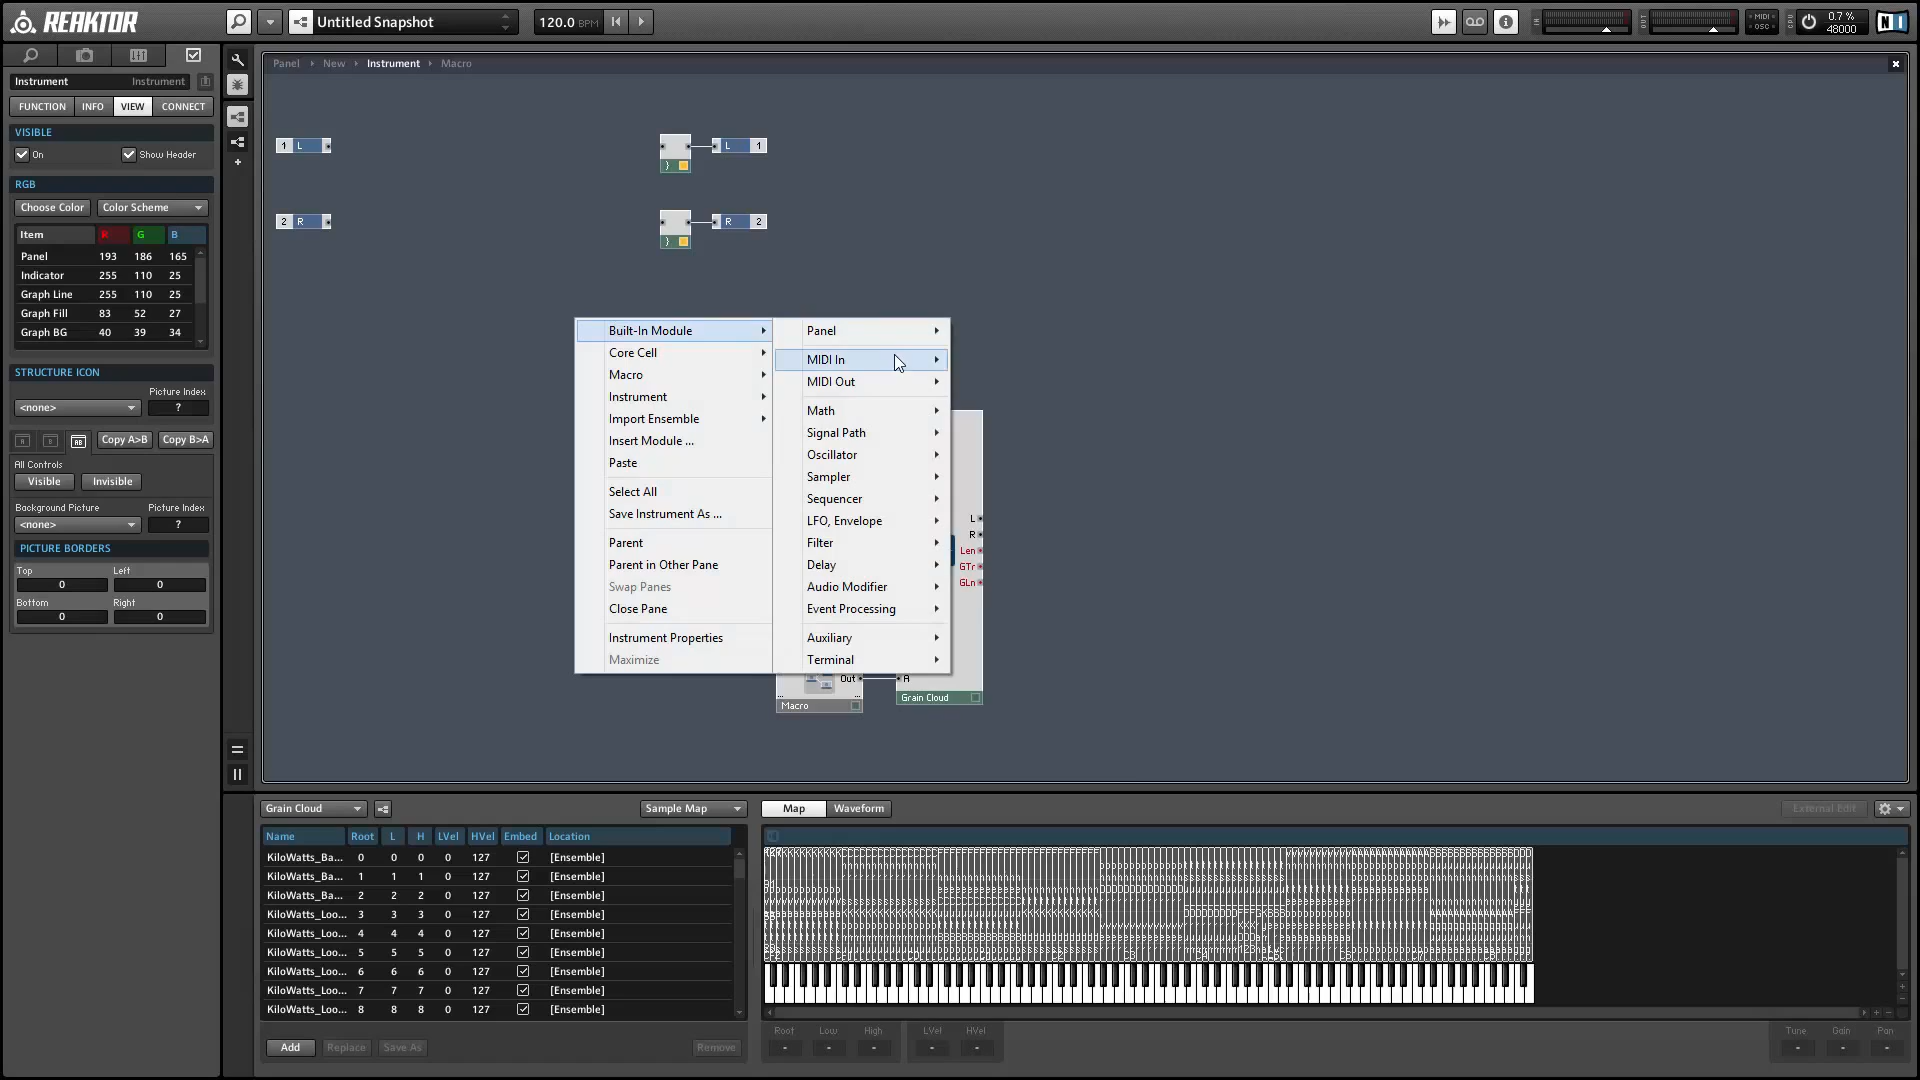 REAKTOR
Untitled Snapshot
120.0 BPM
MIDI
OSC
0.7 %
48000
Instrument Instrument
FUNCTION INFO VIEW CONNECT
VISIBLE
On Show Header
RGB
Choose Color Color Scheme
Item R G B
Panel 193 186 165
Indicator 255 110 25
Graph Line 255 110 25
Graph Fill 83 52 27
Graph BG 40 39 34
STRUCTURE ICON
Picture Index
<none> ?
Copy A>B Copy B>A
All Controls
Visible Invisible
Background Picture Picture Index
<none> ?
PICTURE BORDERS
Top Left
0 0
Bottom Right
0 0
Panel New Instrument Macro
1 L
L 1
2 R
R 2
Built-In Module
Core Cell
Macro
Instrument
Import Ensemble
Insert Module ...
Paste
Select All
Save Instrument As ...
Parent
Parent in Other Pane
Swap Panes
Close Pane
Instrument Properties
Maximize
Panel
MIDI In
MIDI Out
Math
Signal Path
Oscillator
Sampler
Sequencer
LFO, Envelope
Filter
Delay
Audio Modifier
Event Processing
Auxiliary
Terminal
L
R
Len
GTr
GLn
Out A
Macro
Grain Cloud
Grain Cloud Sample Map
Name Root L H LVel HVel Embed Location
KiloWatts_Ba... 0 0 0 0 127 [Ensemble]
KiloWatts_Ba... 1 1 1 0 127 [Ensemble]
KiloWatts_Ba... 2 2 2 0 127 [Ensemble]
KiloWatts_Loo... 3 3 3 0 127 [Ensemble]
KiloWatts_Loo... 4 4 4 0 127 [Ensemble]
KiloWatts_Loo... 5 5 5 0 127 [Ensemble]
KiloWatts_Loo... 6 6 6 0 127 [Ensemble]
KiloWatts_Loo... 7 7 7 0 127 [Ensemble]
KiloWatts_Loo... 8 8 8 0 127 [Ensemble]
Add Replace Save As Remove
Map Waveform
External Edit
Root Low High LVel HVel
- - - - -
Tune Gain Pan
- - -